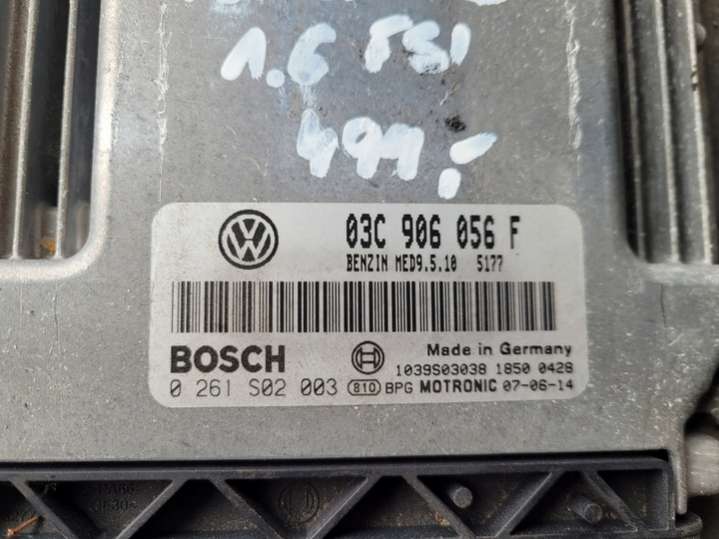 1.6 FSI
499,-
03C 906 056 F
BENZIN MED9.5.10 5177
BOSCH
Made in Germany
1039S03038 1850 0428
0 261 S02 003 810 BPG MOTRONIC 07-06-14